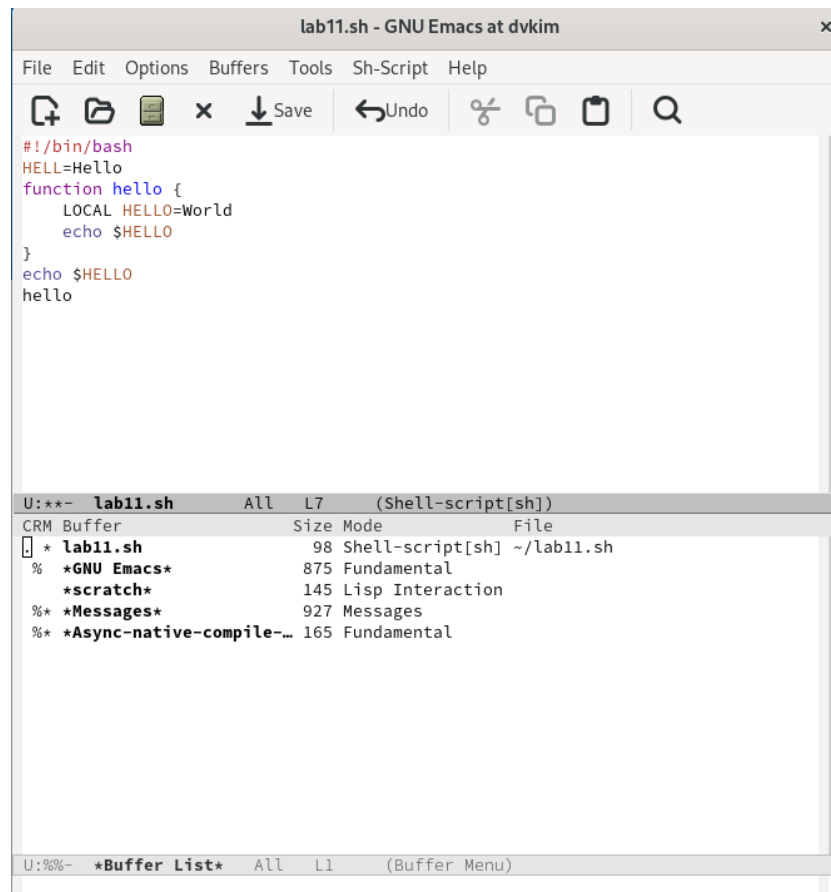 lab11.sh - GNU Emacs at dvkim ×
File Edit Options Buffers Tools Sh-Script Help
Save Undo
#!/bin/bash
HELL=Hello
function hello {
    LOCAL HELLO=World
    echo $HELLO
}
echo $HELLO
hello
U:**-  lab11.sh       All   L7     (Shell-script[sh])
CRM Buffer                Size Mode             File
. * lab11.sh                98 Shell-script[sh] ~/lab11.sh
 %  *GNU Emacs*            875 Fundamental
    *scratch*              145 Lisp Interaction
 %* *Messages*             927 Messages
 %* *Async-native-compile-… 165 Fundamental
U:%%-  *Buffer List*   All   L1     (Buffer Menu)